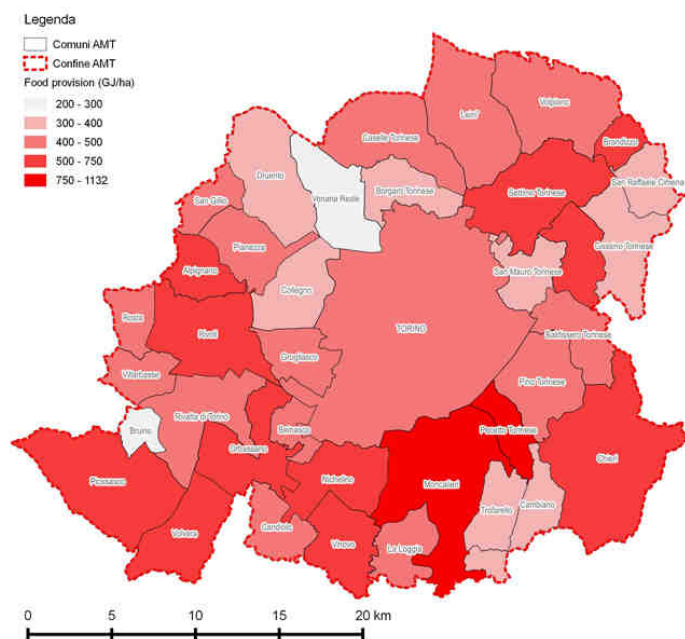 Legenda
Comuni AMT
Confine AMT
Food provision (GJ/ha)
200 - 300
300 - 400
400 - 500
500 - 750
750 - 1132
Leini'
Volpiano
Caselle Torinese
Brandizzo
Druento
San Raffaele Cimena
Venaria Reale
Borgaro Torinese
Settimo Torinese
San Gillio
Pianezza
Gassino Torinese
Alpignano
San Mauro Torinese
Collegno
Rosta
Rivoli
TORINO
Baldissero Torinese
Grugliasco
Villarbasse
Pino Torinese
Rivalta di Torino
Bruino
Beinasco
Pecetto Torinese
Orbassano
Chieri
Piossasco
Nichelino
Moncalieri
Trofarello
Cambiano
Volvera
Candiolo
Vinovo
La Loggia
0 5 10 15 20 km